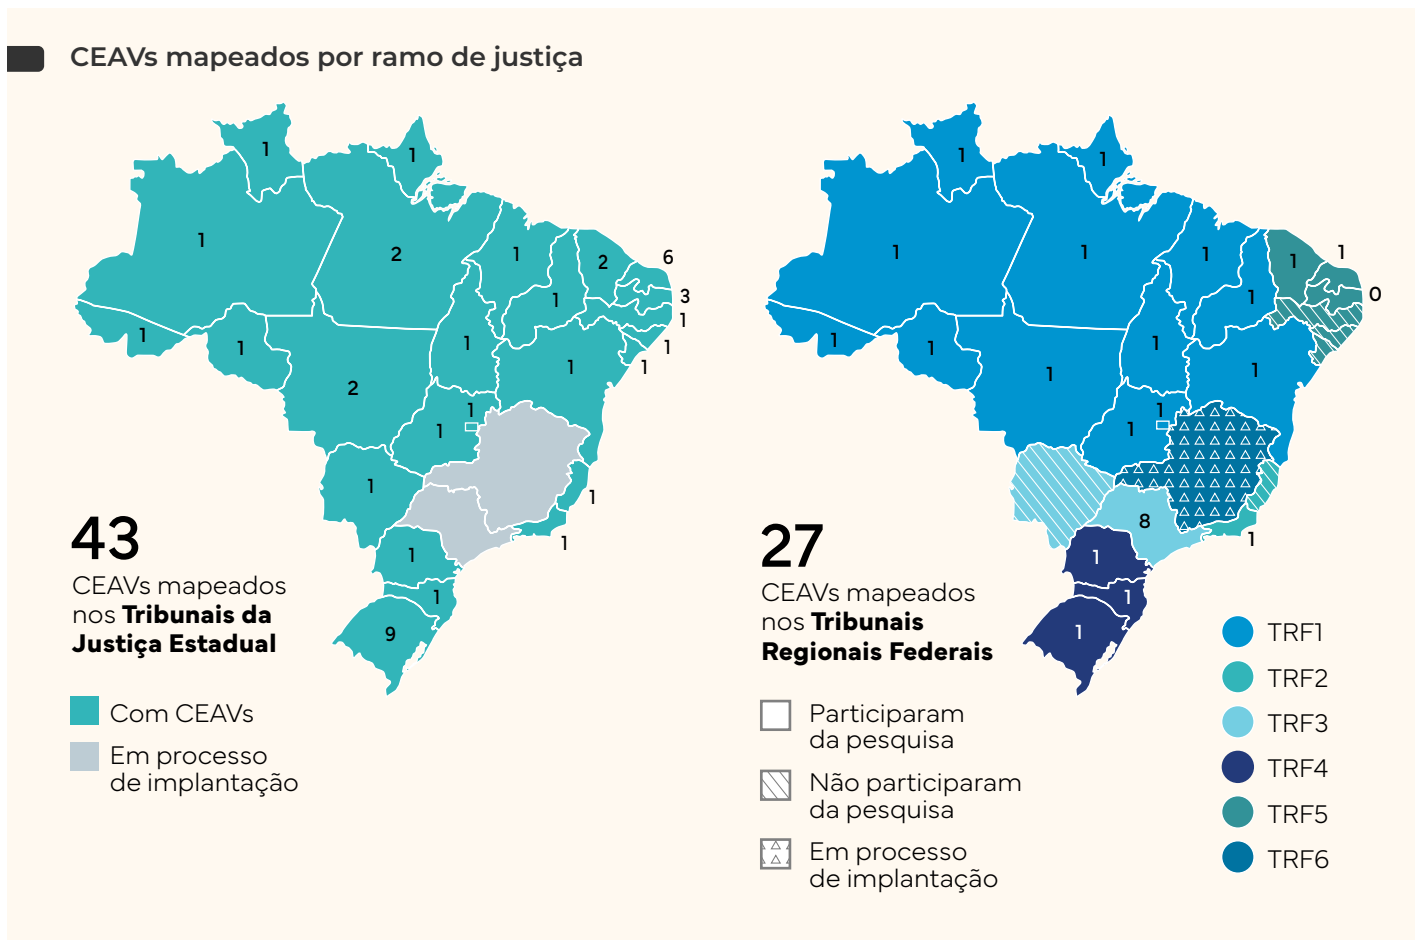 CEAVs mapeados por ramo de justiça
1
1
1
2
1
2
6
3
1
1
1
1
1
1
1
2
1
1
1
1
1
1
1
1
9
43
CEAVs mapeados
nos Tribunais da
Justiça Estadual
Com CEAVs
Em processo
de implantação
1
1
1
1
1
1
1
0
1
1
1
1
1
1
1
1
8
1
1
1
1
27
CEAVs mapeados
nos Tribunais
Regionais Federais
Participaram
da pesquisa
Não participaram
da pesquisa
Em processo
de implantação
TRF1
TRF2
TRF3
TRF4
TRF5
TRF6